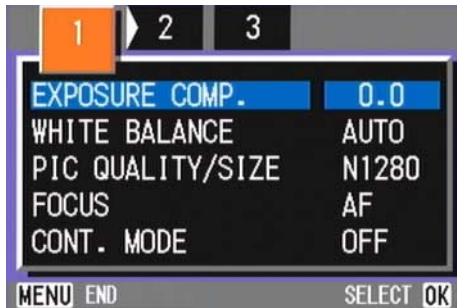 1 2 3
EXPOSURE COMP. 0.0
WHITE BALANCE AUTO
PIC QUALITY/SIZE N1280
FOCUS AF
CONT. MODE OFF
MENU END SELECT OK